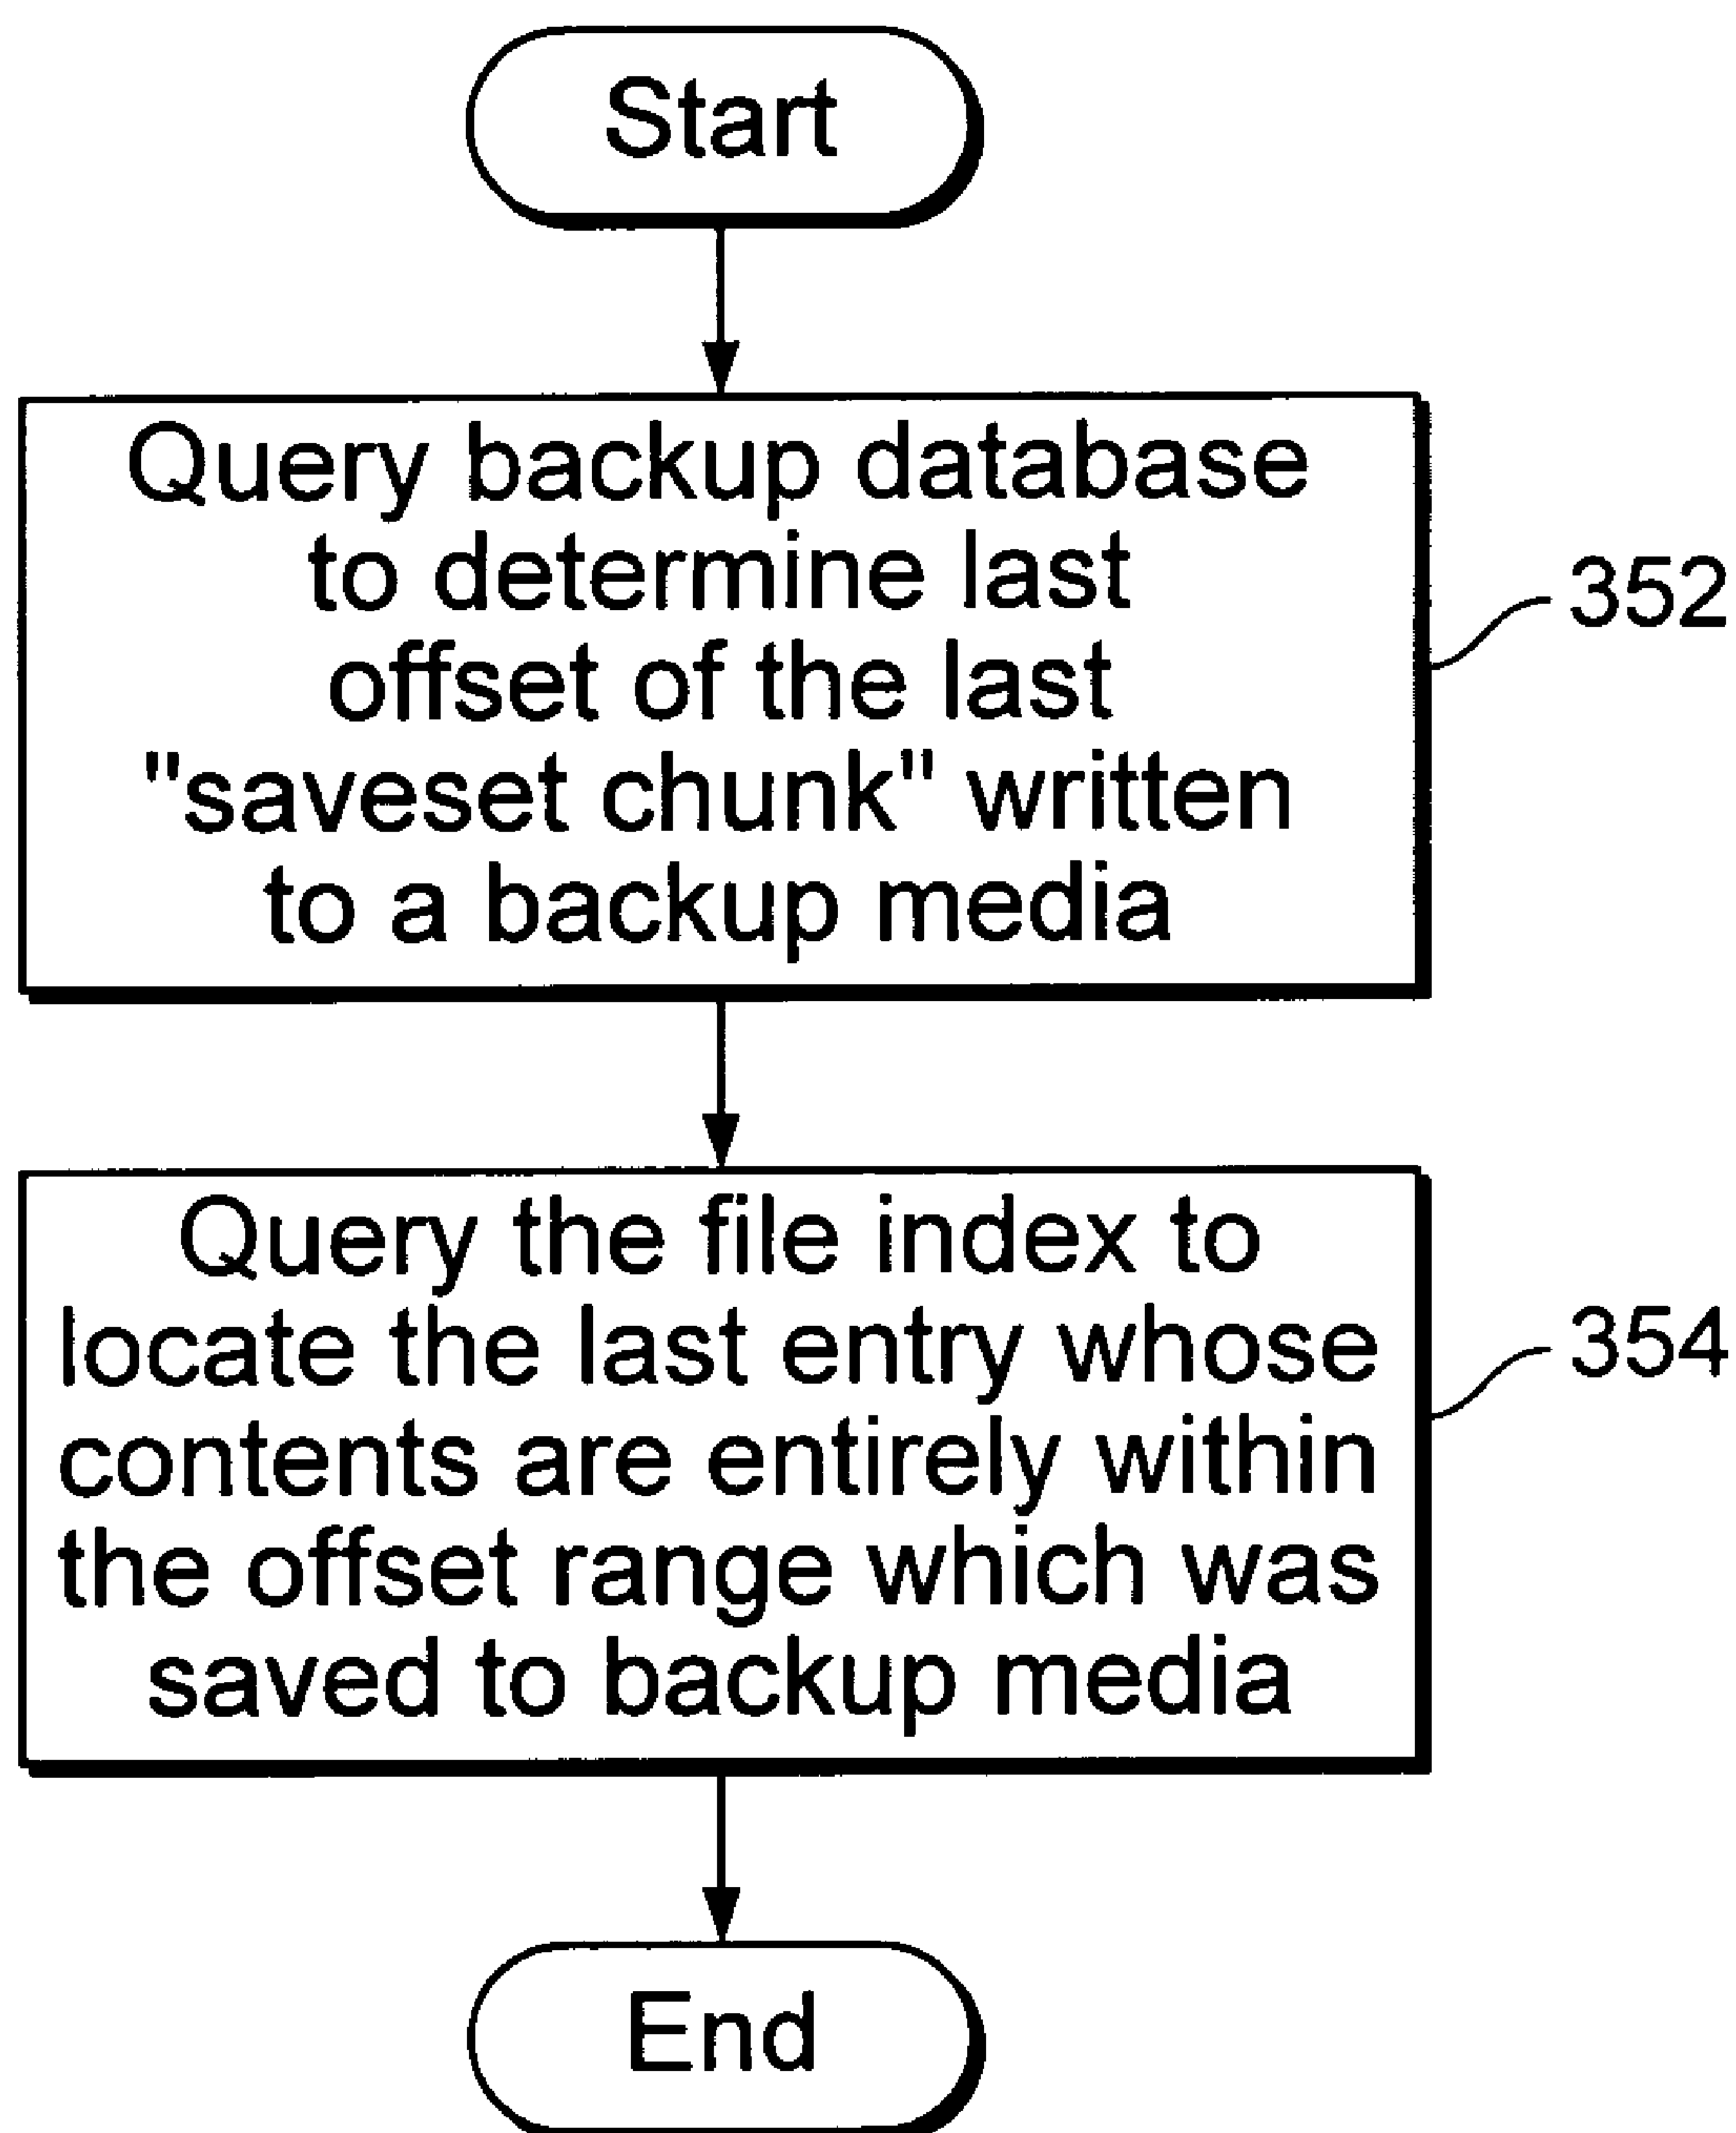 Start
Query backup database
to determine last
offset of the last
"saveset chunk" written
to a backup media
352
Query the file index to
locate the last entry whose
contents are entirely within
the offset range which was
saved to backup media
354
End